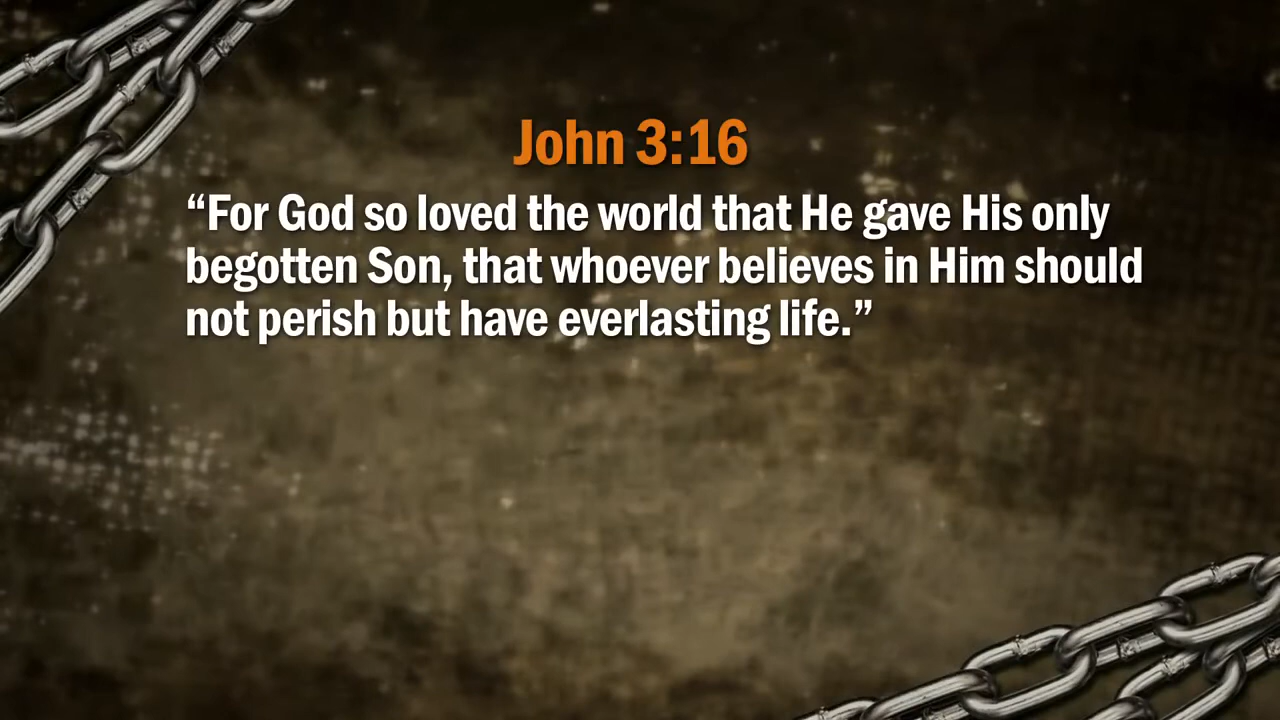 John 3:16
“For God so loved the world that He gave His only
begotten Son, that whoever believes in Him should
not perish but have everlasting life.”